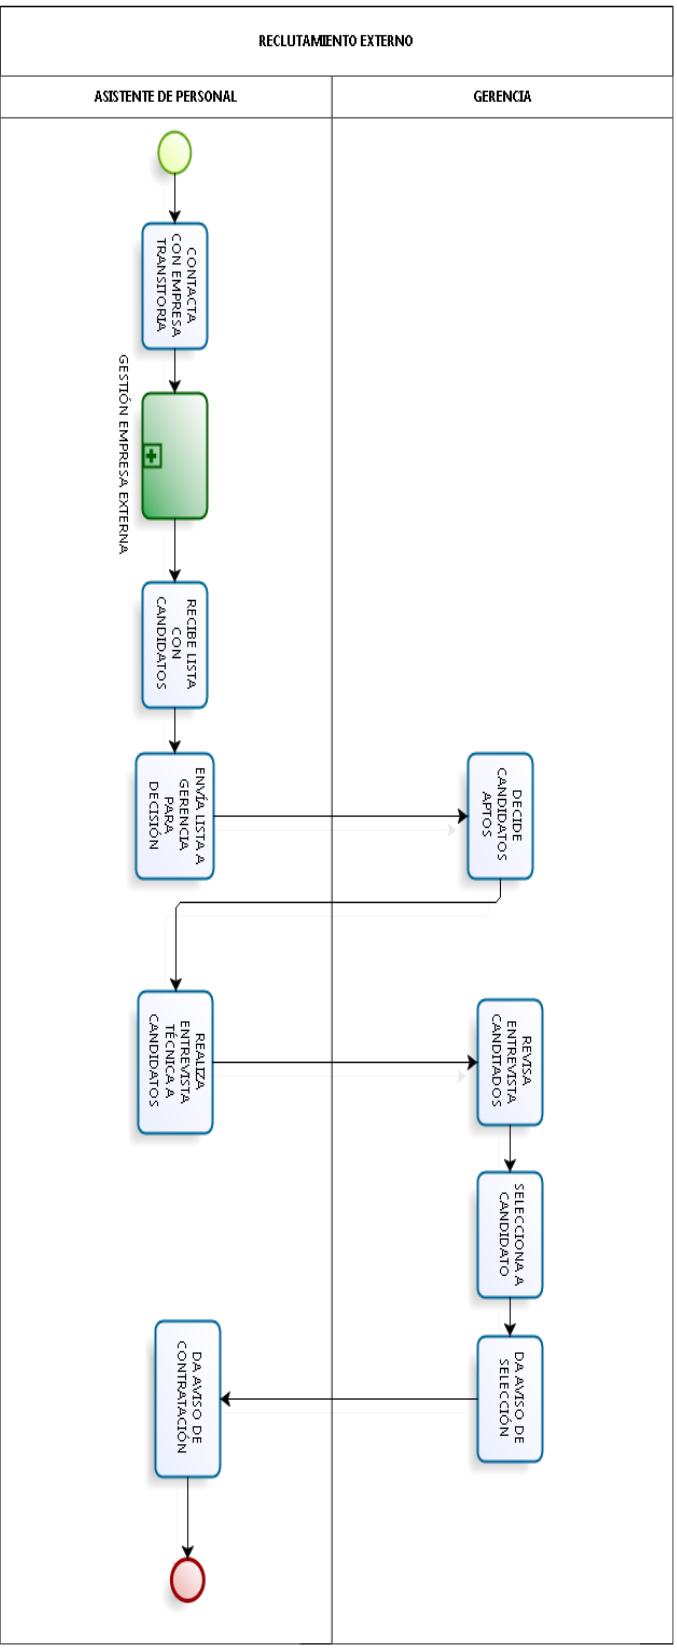 RECLUTAMIENTO EXTERNO
ASISTENTE DE PERSONAL
GERENCIA
CONTACTA
CON EMPRESA
TRANSITORIA
GESTIÓN EMPRESA EXTERNA
RECIBE LISTA
CON
CANDIDATOS
ENVÍA LISTA A
GERENCIA
PARA
DECISIÓN
DECIDE
CANDIDATOS
APTOS
REALIZA
ENTREVISTA
TÉCNICA A
CANDIDATOS
REVISA
ENTREVISTA
CANDITADOS
SELECCIONA A
CANDIDATO
DA AVISO DE
SELECCIÓN
DA AVISO DE
CONTRATACIÓN